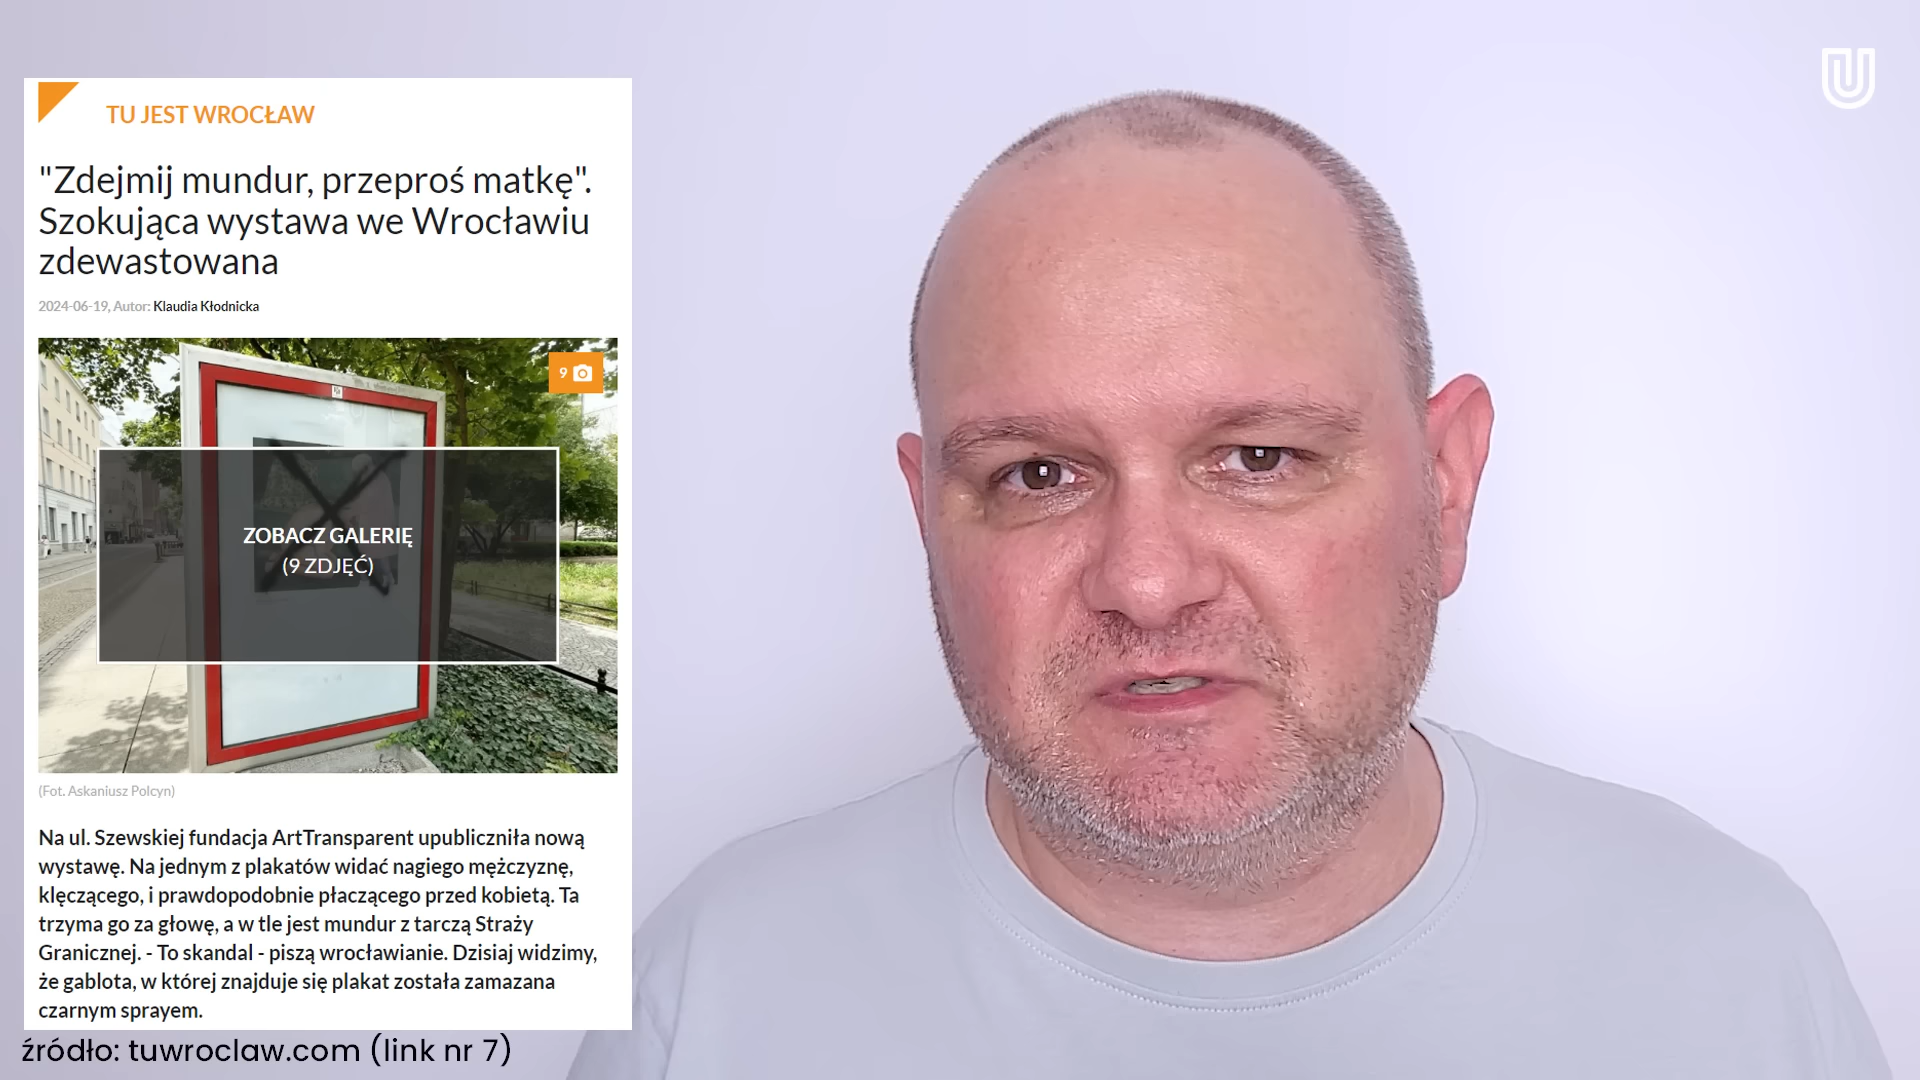 TU JEST WROCŁAW
"Zdejmij mundur, przeproś matkę".
Szokująca wystawa we Wrocławiu
zdewastowana
2024-06-19, Autor: Klaudia Kłodnicka
9
ZOBACZ GALERIĘ
(9 ZDJĘĆ)
(Fot. Askaniusz Polcyn)
Na ul. Szewskiej fundacja ArtTransparent upubliczniła nową
wystawę. Na jednym z plakatów widać nagiego mężczyznę,
klęczącego, i prawdopodobnie płaczącego przed kobietą. Ta
trzyma go za głowę, a w tle jest mundur z tarczą Straży
Granicznej. - To skandal - piszą wrocławianie. Dzisiaj widzimy,
że gablota, w której znajduje się plakat została zamazana
czarnym sprayem.
źródło: tuwroclaw.com (link nr 7)